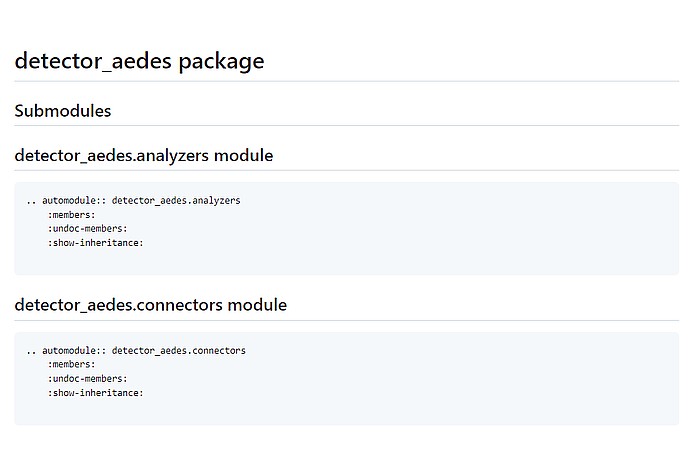 detector_aedes package
Submodules
detector_aedes.analyzers module
.. automodule:: detector_aedes.analyzers
:members:
:undoc-members:
:show-inheritance:
detector_aedes.connectors module
.. automodule:: detector_aedes.connectors
:members:
:undoc-members:
:show-inheritance: